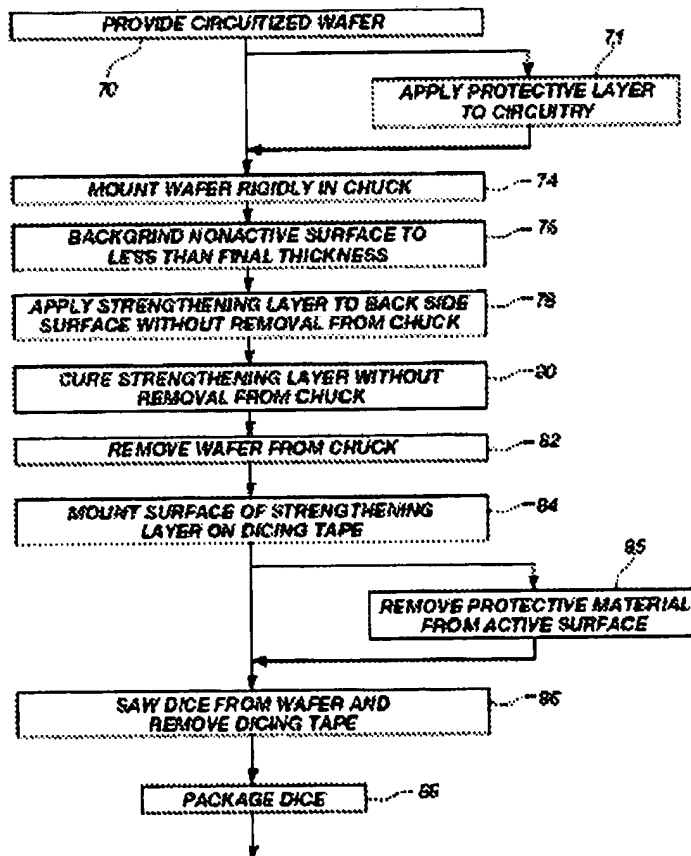 PROVIDE CIRCUITIZED WAFER
70
71
APPLY PROTECTIVE LAYER
TO CIRCUITRY
MOUNT WAFER RIGIDLY IN CHUCK
74
BACKGRIND NONACTIVE SURFACE TO
LESS THAN FINAL THICKNESS
76
APPLY STRENGTHENING LAYER TO BACK SIDE
SURFACE WITHOUT REMOVAL FROM CHUCK
78
CURE STRENGTHENING LAYER WITHOUT
REMOVAL FROM CHUCK
80
REMOVE WAFER FROM CHUCK
82
MOUNT SURFACE OF STRENGTHENING
LAYER ON DICING TAPE
84
85
REMOVE PROTECTIVE MATERIAL
FROM ACTIVE SURFACE
SAW DICE FROM WAFER AND
REMOVE DICING TAPE
86
PACKAGE DICE
88